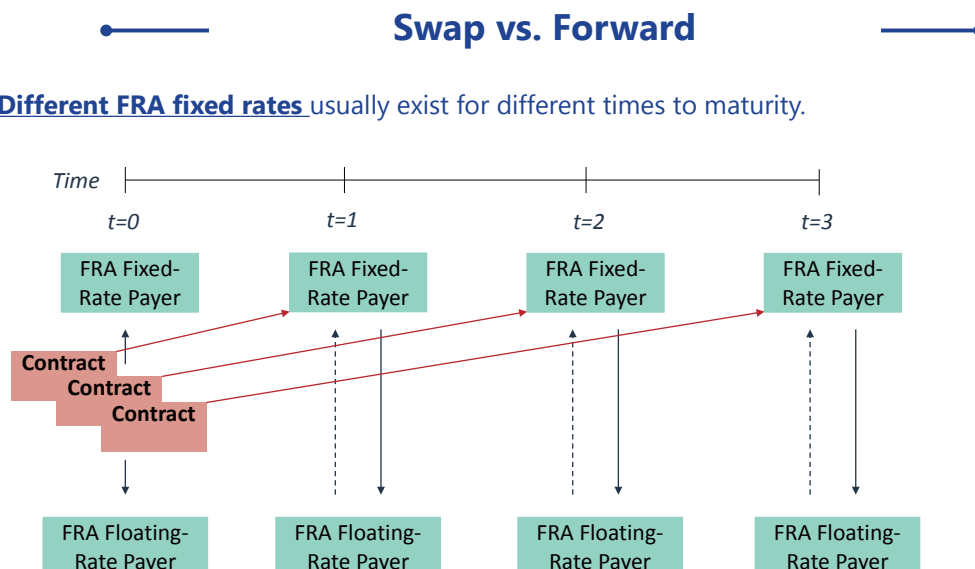 Swap vs. Forward
Different FRA fixed rates usually exist for different times to maturity.
Time
t=0
t=1
t=2
t=3
FRA Fixed-
Rate Payer
FRA Fixed-
Rate Payer
FRA Fixed-
Rate Payer
FRA Fixed-
Rate Payer
Contract
Contract
Contract
FRA Floating-
Rate Payer
FRA Floating-
Rate Payer
FRA Floating-
Rate Payer
FRA Floating-
Rate Payer